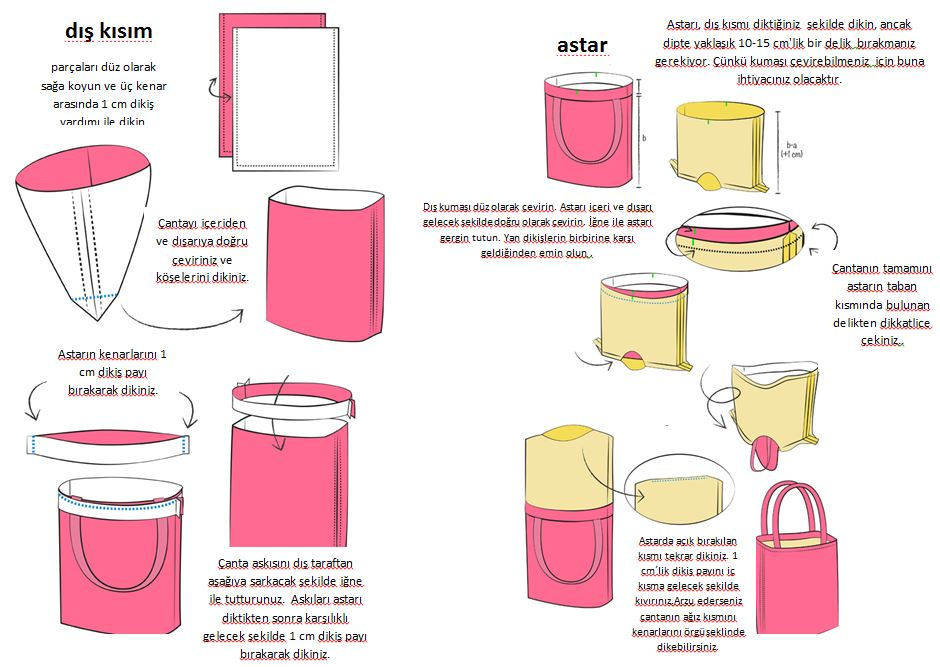 dış kısım
parçaları düz olarak
sağa koyun ve üç kenar
arasında 1 cm dikiş
yardımı ile dikin
Çantayı içeriden
ve dışarıya doğru
çeviriniz ve
köşelerini dikiniz.
Astarın kenarlarını 1
cm dikiş payı
bırakarak dikiniz.
Çanta askısını dış taraftan
aşağıya sarkacak şekilde iğne
ile tutturunuz. Askıları astarı
diktikten sonra karşılıklı
gelecek şekilde 1 cm dikiş payı
bırakarak dikiniz.
astar
Astarı, dış kısmı diktiğiniz şekilde dikin, ancak
dipte yaklaşık 10-15 cm'lik bir delik bırakmanız
gerekiyor. Çünkü kumaşı çevirebilmeniz için buna
ihtiyacınız olacaktır.
b
b-a
(+1 cm)
Dış kumaşı düz olarak çevirin. Astarı içeri ve dışarı
gelecek şekilde doğru olarak çevirin. İğne ile astarı
gergin tutun. Yan dikişlerin birbirine karşı
geldiğinden emin olun.
Çantanın tamamını
astarın taban
kısmında bulunan
delikten dikkatlice
çekiniz..
Astarda açık bırakılan
kısmı tekrar dikiniz. 1
cm'lik dikiş payını iç
kısma gelecek şekilde
kıvırınız.Arzu ederseniz
çantanın ağız kısmını
kenarlarını örgüşeklinde
dikebilirsiniz.